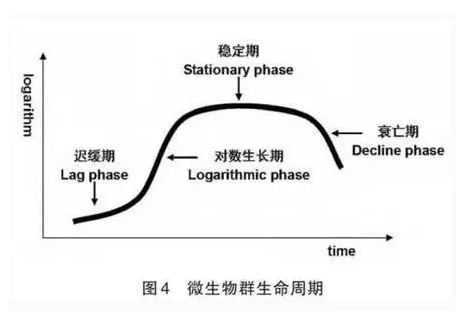 稳定期
Stationary phase
logarithm
衰亡期
Decline phase
迟缓期
Lag phase
对数生长期
Logarithmic phase
time
图4 微生物群生命周期